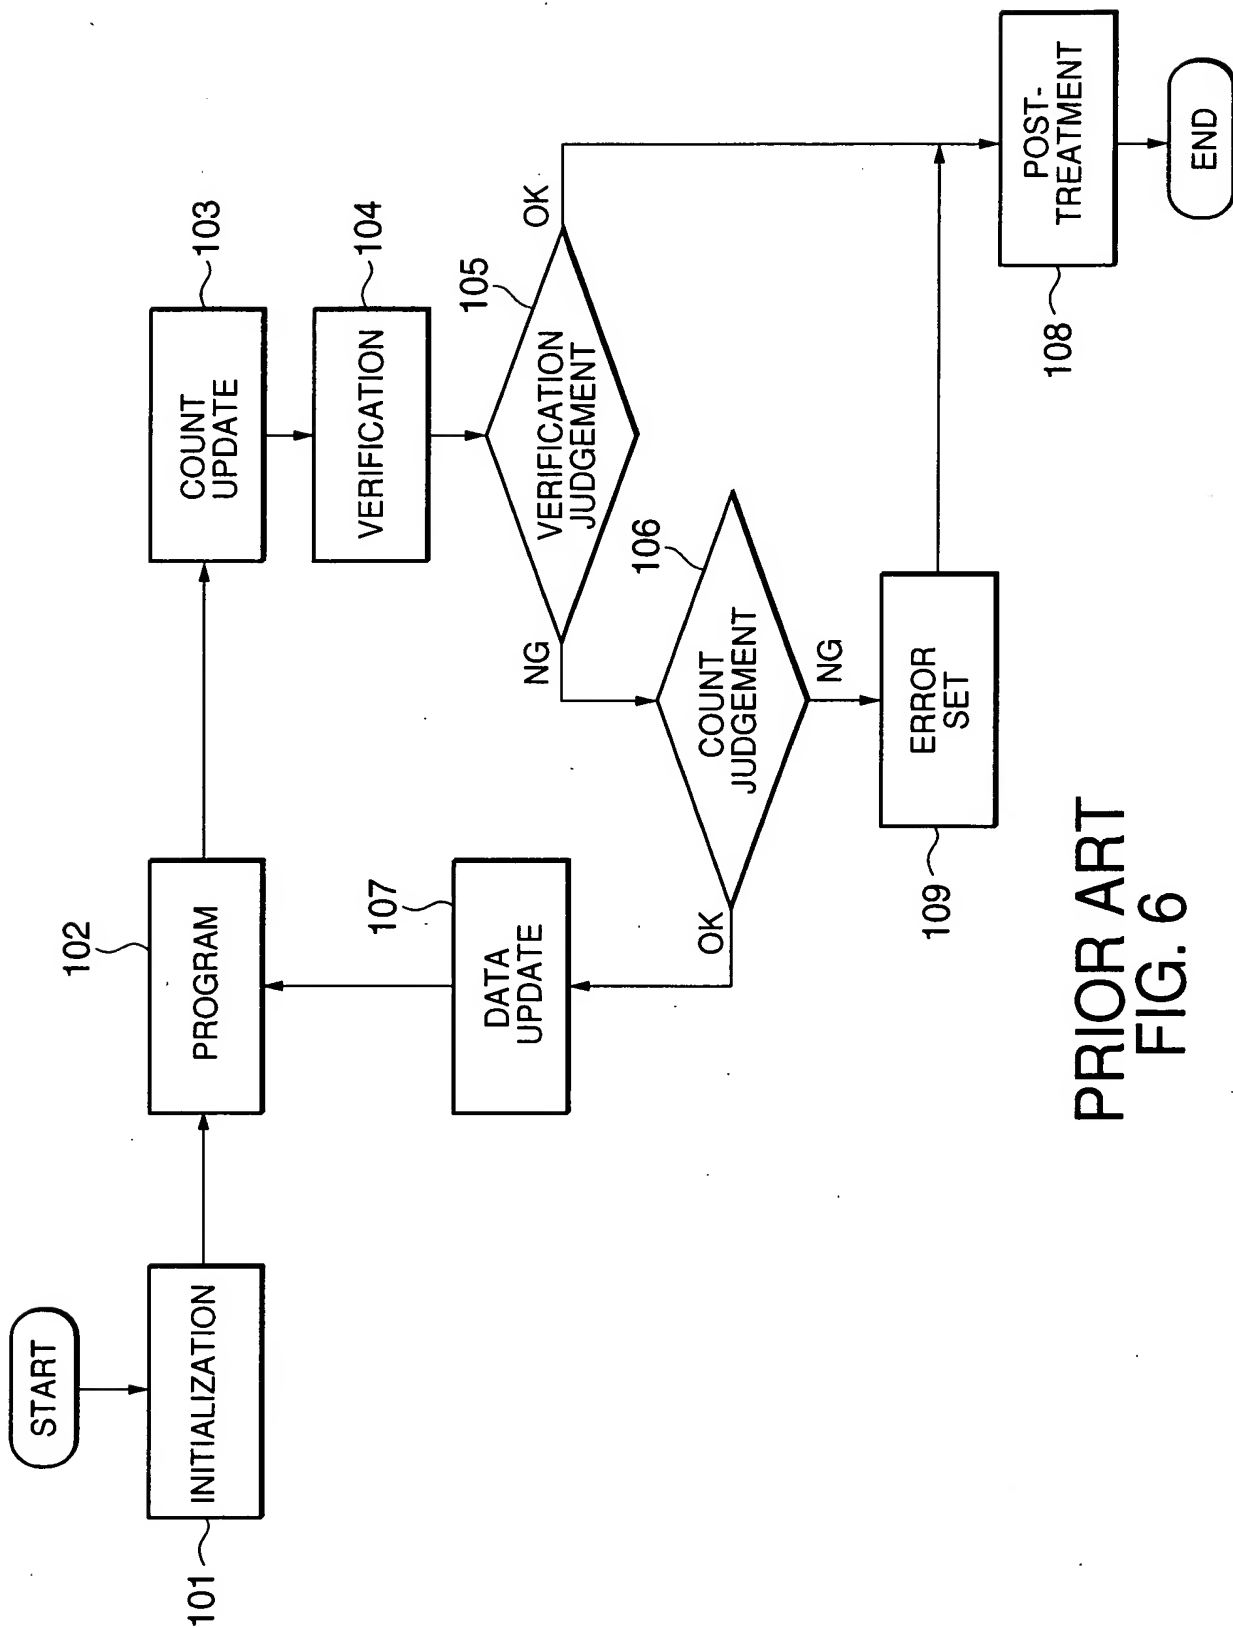 START
101
INITIALIZATION
102
PROGRAM
103
COUNT
UPDATE
104
VERIFICATION
105
VERIFICATION
JUDGEMENT
OK
NG
106
COUNT
JUDGEMENT
OK
NG
107
DATA
UPDATE
109
ERROR
SET
108
POST-
TREATMENT
END
PRIOR ART
FIG. 6